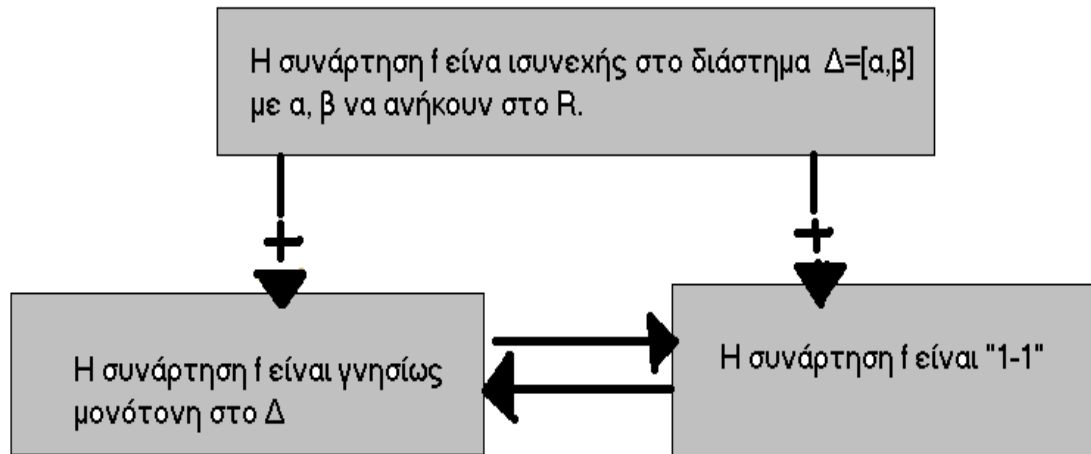 Η συνάρτηση f είνα ισυνεχής στο διάστημα Δ=[α,β]
με α, β να ανήκουν στο R.
+
+
Η συνάρτηση f είναι γνησίως
μονότονη στο Δ
Η συνάρτηση f είναι "1-1"